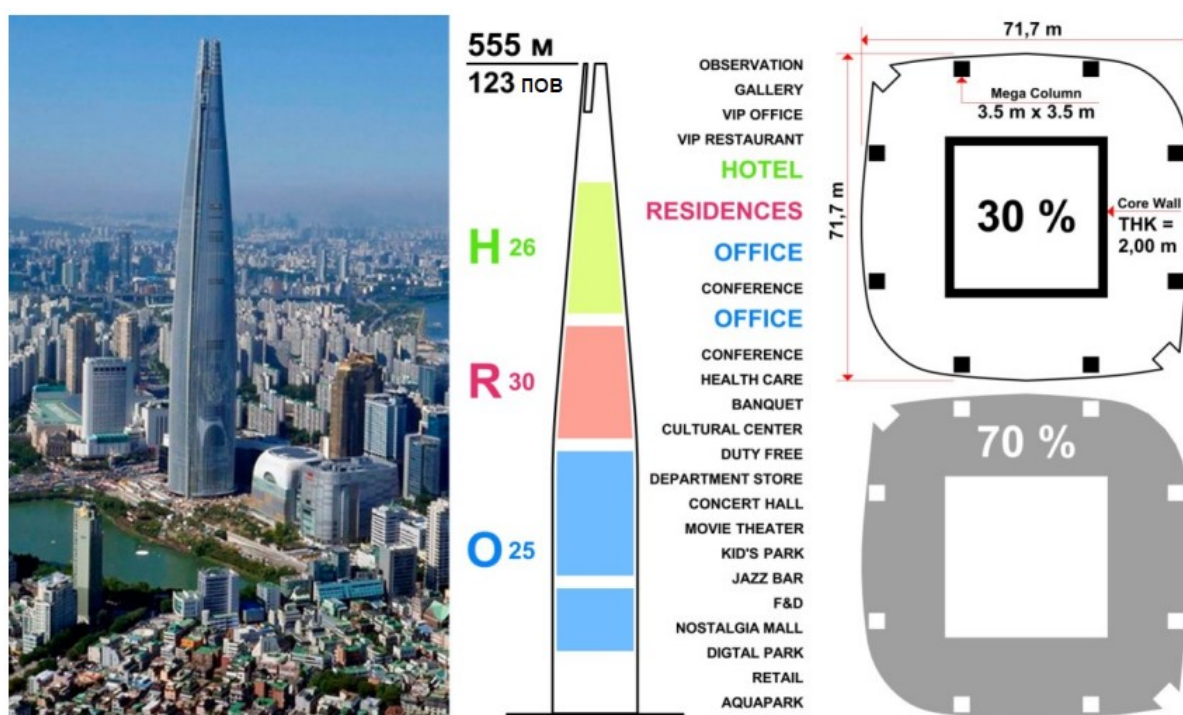 555 м
123 пов
H 26
R 30
O 25
OBSERVATION
GALLERY
VIP OFFICE
VIP RESTAURANT
HOTEL
RESIDENCES
OFFICE
CONFERENCE
OFFICE
CONFERENCE
HEALTH CARE
BANQUET
CULTURAL CENTER
DUTY FREE
DEPARTMENT STORE
CONCERT HALL
MOVIE THEATER
KID'S PARK
JAZZ BAR
F&D
NOSTALGIA MALL
DIGTAL PARK
RETAIL
AQUAPARK
71,7 m
71,7 m
Mega Column
3.5 m x 3.5 m
30 %
Core Wall
THK =
2,00 m
70 %